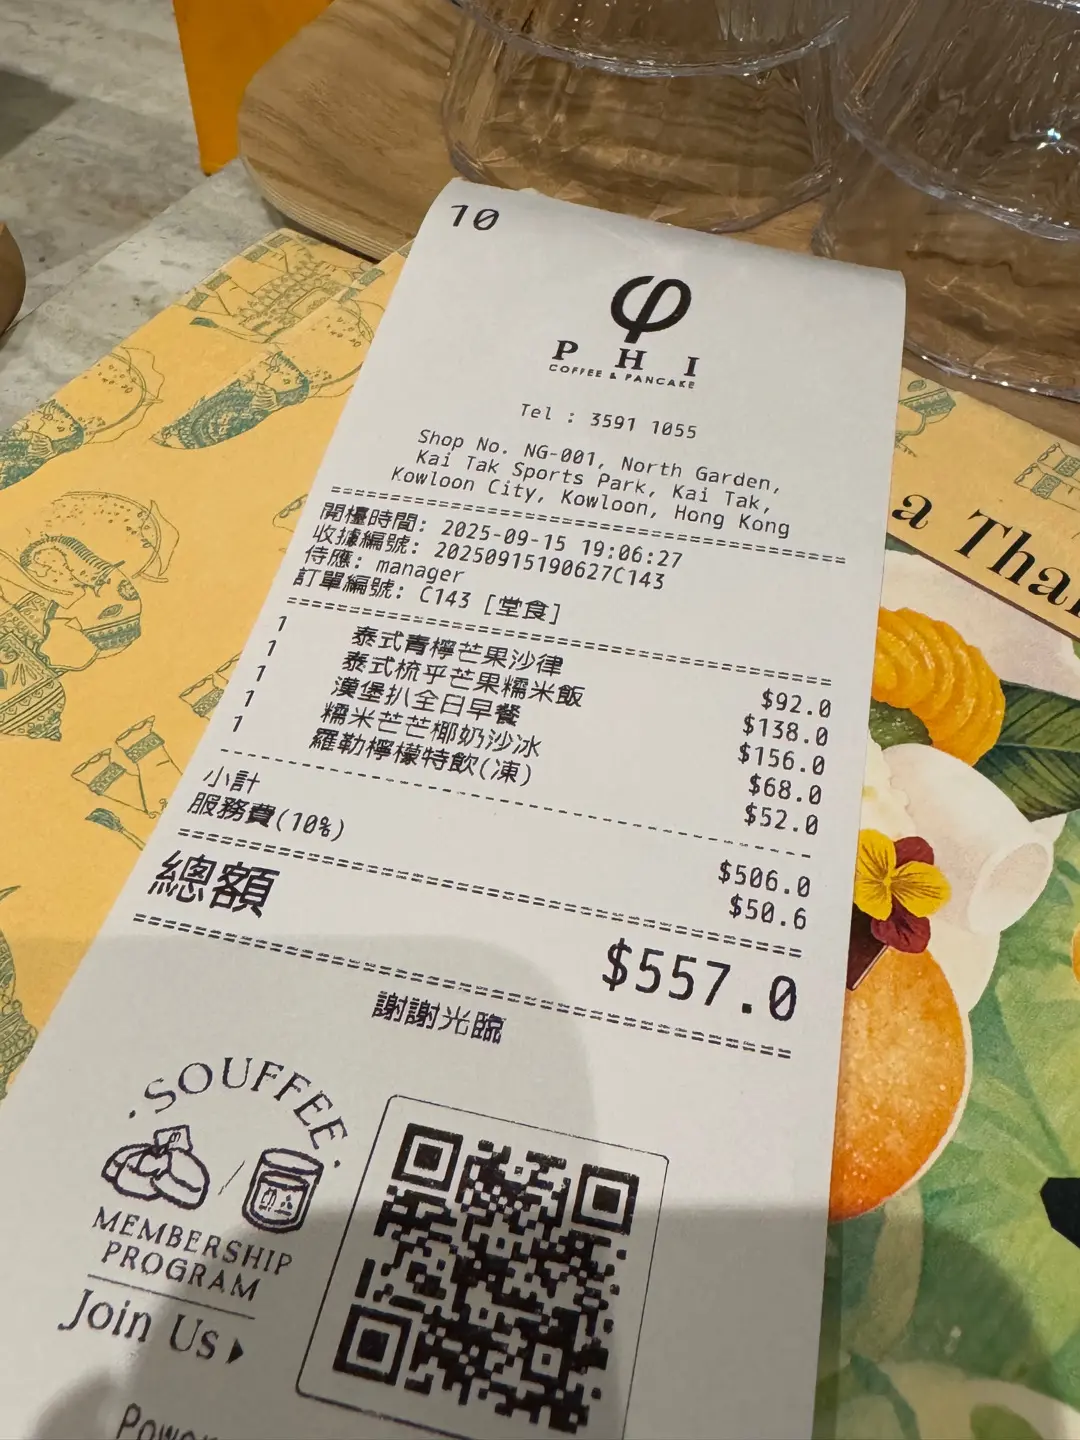 10
φ
PHI
COFFEE & PANCAKE
Tel : 3591 1055
Shop No. NG-001, North Garden,
Kai Tak Sports Park, Kai Tak,
Kowloon City, Kowloon, Hong Kong
開檯時間: 2025-09-15 19:06:27
收據編號: 20250915190627C143
侍應: manager
訂單編號: C143 [堂食]
1 泰式青檸芒果沙律 $92.0
1 泰式梳乎芒果糯米飯 $138.0
1 漢堡扒全日早餐 $156.0
1 糯米芒芒椰奶沙冰 $68.0
1 羅勒檸檬特飲(凍) $52.0
小計 $506.0
服務費(10%) $50.6
總額 $557.0
謝謝光臨
·SOUFFEE·
MEMBERSHIP
PROGRAM
Join Us
a Tha